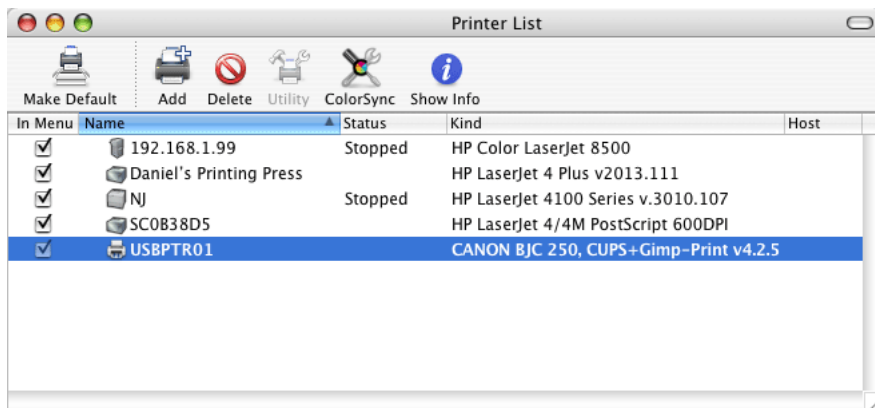 Printer List
Make Default Add Delete Utility ColorSync Show Info
In Menu Name Status Kind Host
192.168.1.99 Stopped HP Color LaserJet 8500
Daniel's Printing Press HP LaserJet 4 Plus v2013.111
NJ Stopped HP LaserJet 4100 Series v.3010.107
SC0B38D5 HP LaserJet 4/4M PostScript 600DPI
USBPTR01 CANON BJC 250, CUPS+Gimp-Print v4.2.5